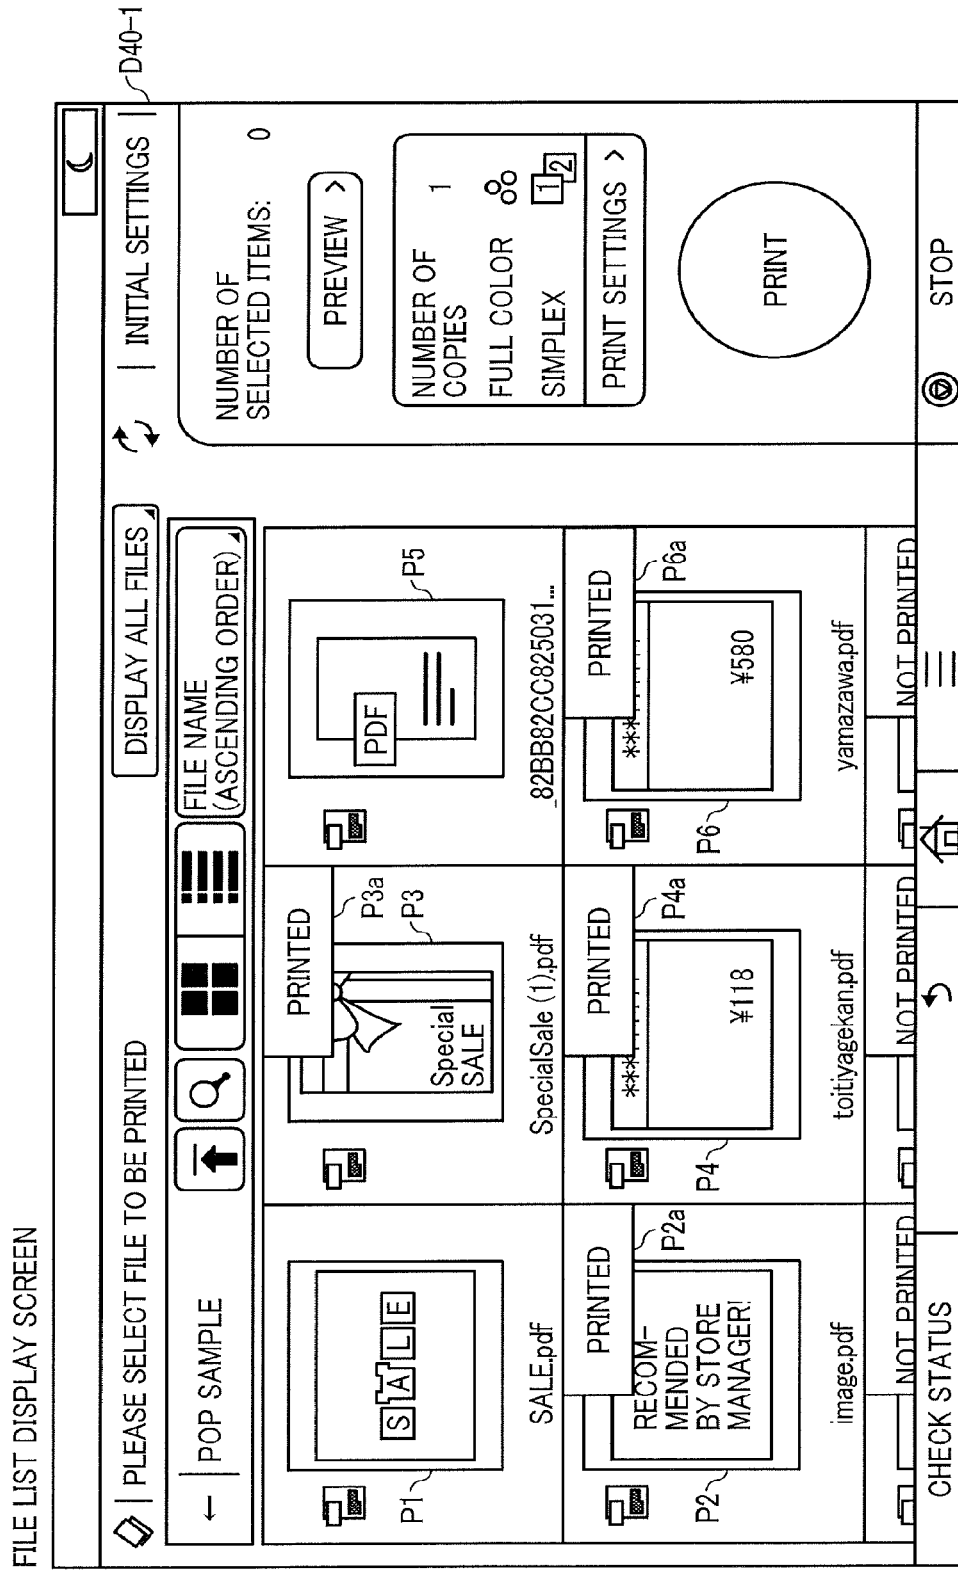 FILE LIST DISPLAY SCREEN
D40-1
PLEASE SELECT FILE TO BE PRINTED
DISPLAY ALL FILES
INITIAL SETTINGS
← POP SAMPLE
FILE NAME
(ASCENDING ORDER)
NUMBER OF
SELECTED ITEMS: 0
PREVIEW >
NUMBER OF
COPIES 1
FULL COLOR
SIMPLEX 1 2
PRINT SETTINGS >
PRINT
P1
SALE
SALE.pdf
PRINTED
P3a
P3
Special
SALE
SpecialSale (1).pdf
P5
PDF
_82BB82CC825031...
PRINTED
P2a
P2
RECOM-
MENDED
BY STORE
MANAGER!
image.pdf
PRINTED
P4a
P4
***
¥118
toitiyagekan.pdf
PRINTED
P6a
P6
***
¥580
yamazawa.pdf
NOT PRINTED
NOT PRINTED
NOT PRINTED
CHECK STATUS
STOP